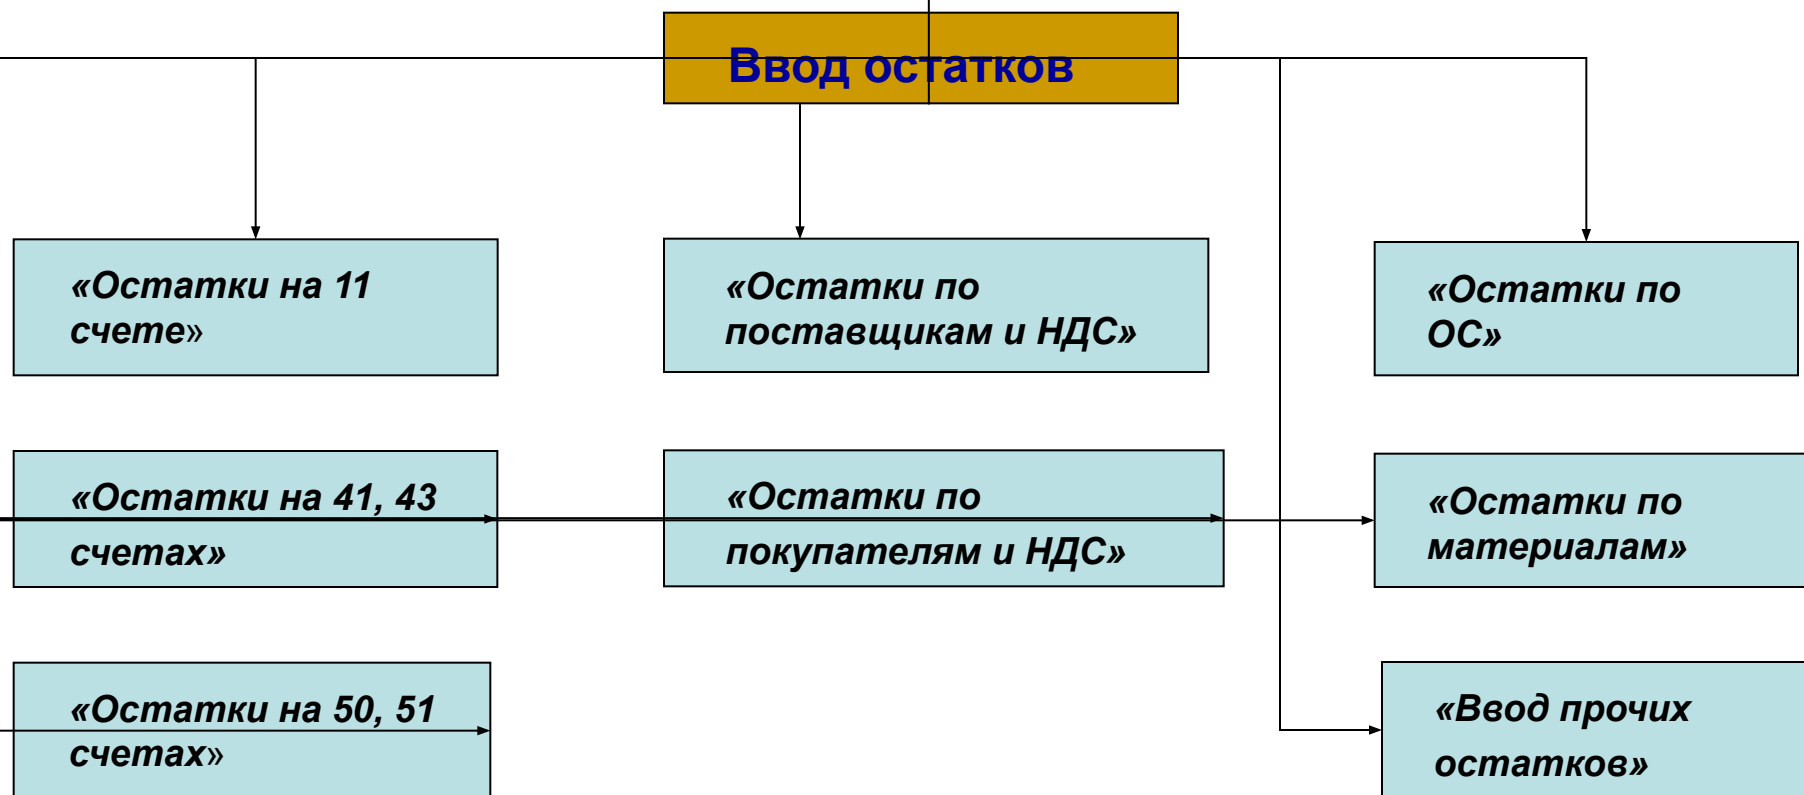 Ввод остатков
«Остатки на 11
счете»
«Остатки по
поставщикам и НДС»
«Остатки по
ОС»
«Остатки на 41, 43
счетах»
«Остатки по
покупателям и НДС»
«Остатки по
материалам»
«Остатки на 50, 51
счетах»
«Ввод прочих
остатков»